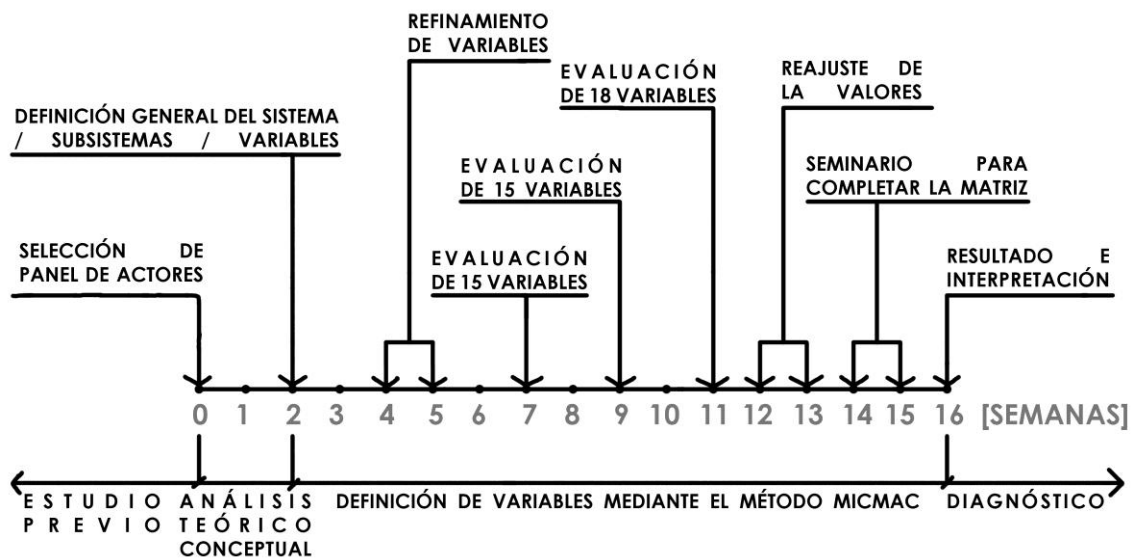 REFINAMIENTO
DE VARIABLES
EVALUACIÓN
DE 18 VARIABLES
REAJUSTE DE
LA VALORES
DEFINICIÓN GENERAL DEL SISTEMA
/ SUBSISTEMAS / VARIABLES
EVALUACIÓN
DE 15 VARIABLES
SEMINARIO PARA
COMPLETAR LA MATRIZ
SELECCIÓN DE
PANEL DE ACTORES
EVALUACIÓN
DE 15 VARIABLES
RESULTADO E
INTERPRETACIÓN
0 1 2 3 4 5 6 7 8 9 10 11 12 13 14 15 16 [SEMANAS]
ESTUDIO
PREVIO
ANÁLISIS
TEÓRICO
CONCEPTUAL
DEFINICIÓN DE VARIABLES MEDIANTE EL MÉTODO MICMAC
DIAGNÓSTICO